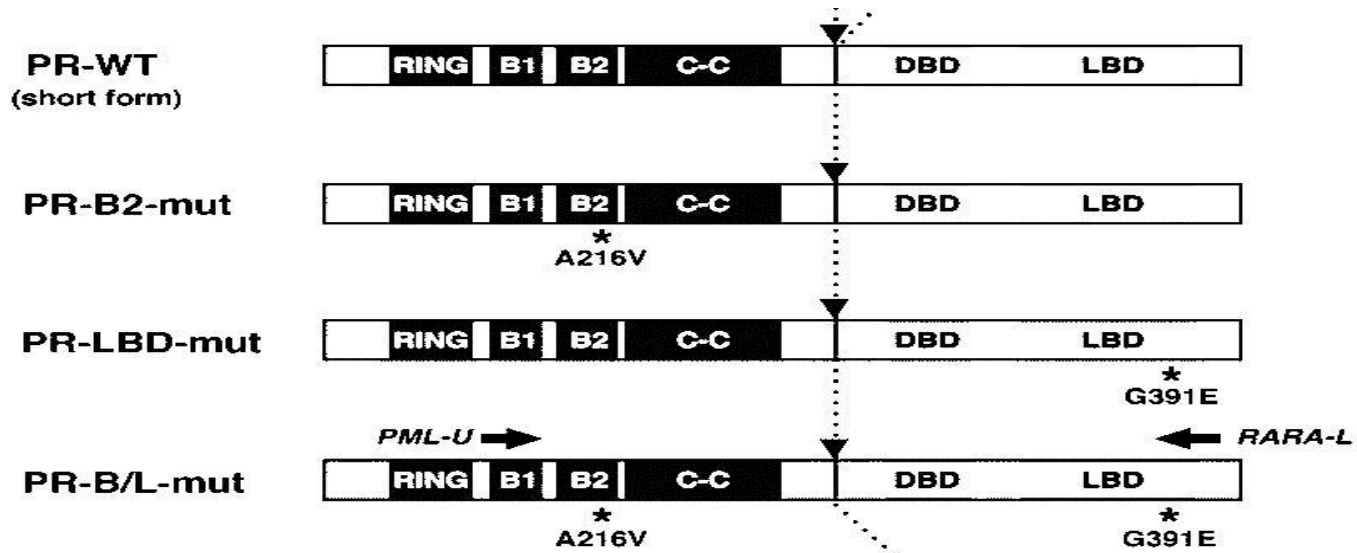 PR-WT
(short form)
RING B1 B2 C-C DBD LBD
PR-B2-mut
RING B1 B2 C-C DBD LBD
*
A216V
PR-LBD-mut
RING B1 B2 C-C DBD LBD
*
G391E
PML-U RARA-L
PR-B/L-mut
RING B1 B2 C-C DBD LBD
* *
A216V G391E